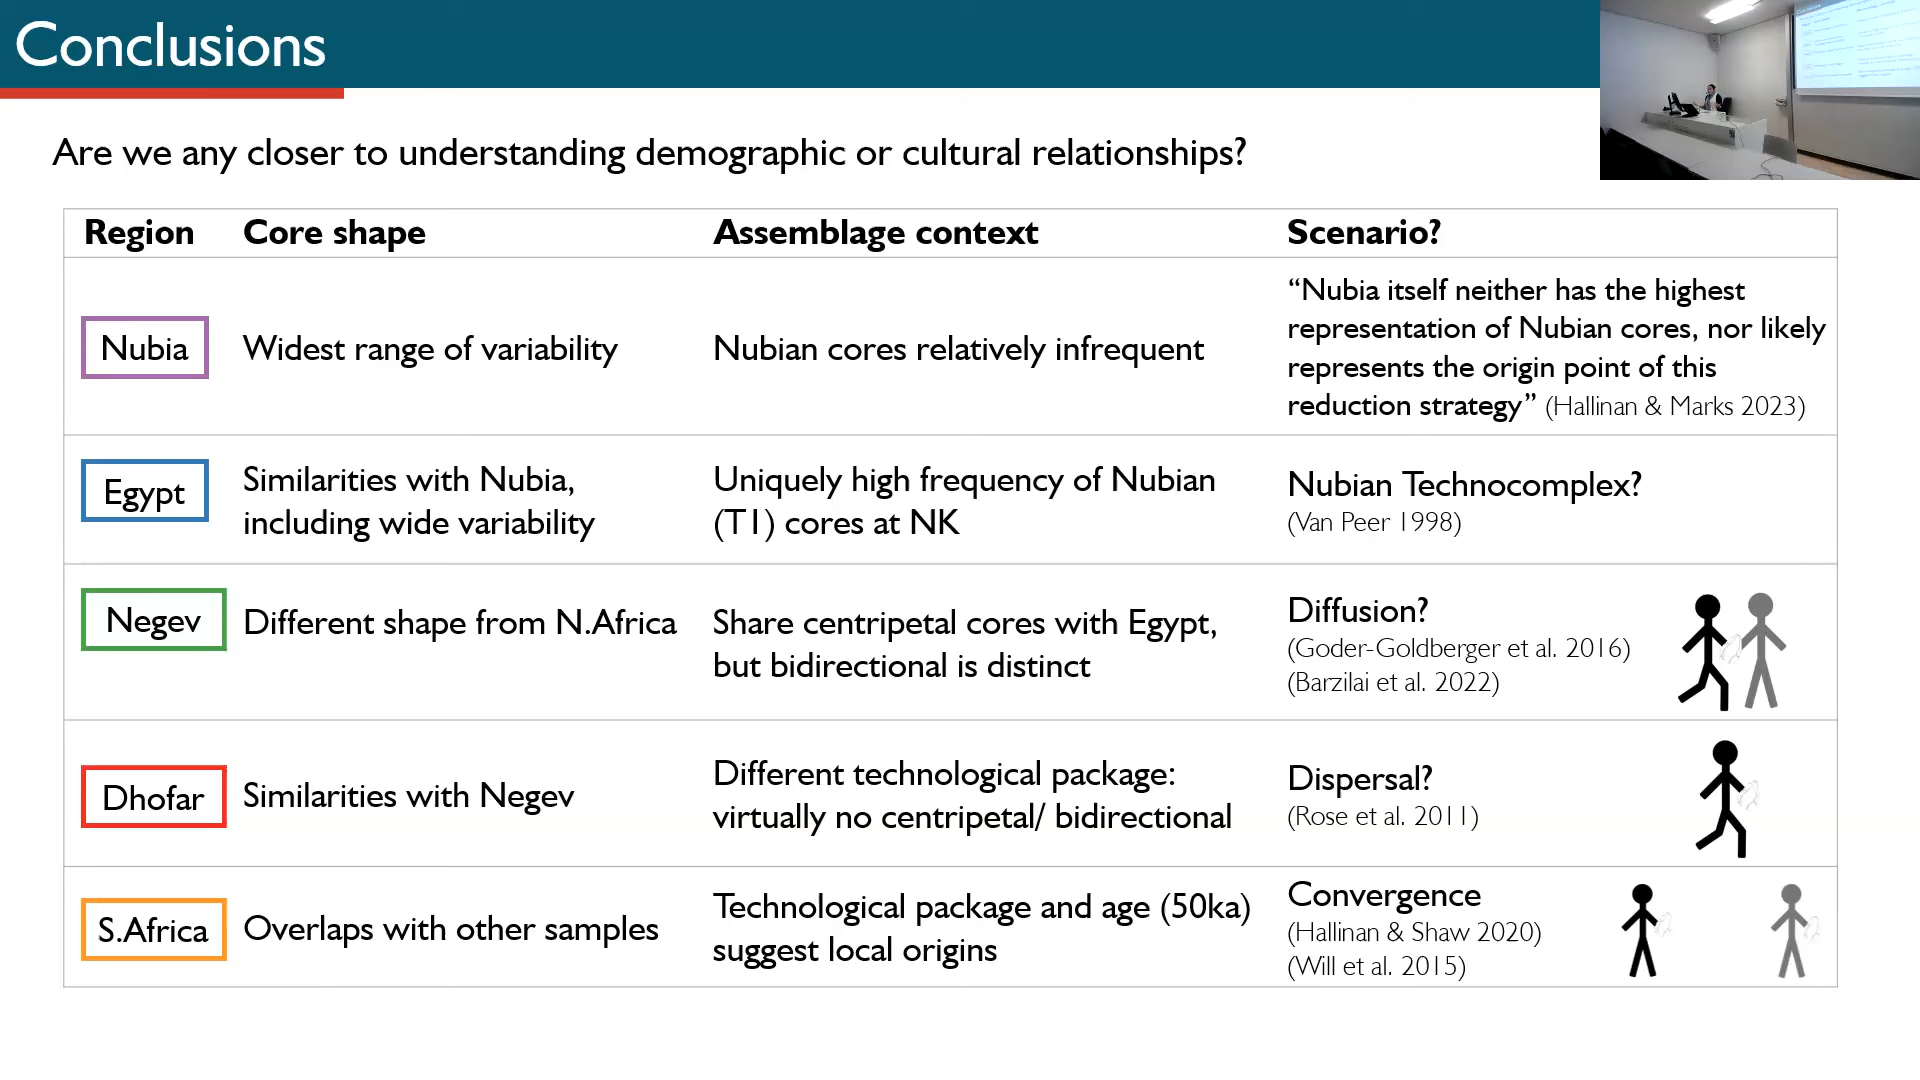 Conclusions
Are we any closer to understanding demographic or cultural relationships?
Region Core shape Assemblage context Scenario?
Nubia
Widest range of variability
Nubian cores relatively infrequent
“Nubia itself neither has the highest
representation of Nubian cores, nor likely
represents the origin point of this
reduction strategy” (Hallinan & Marks 2023)
Egypt
Similarities with Nubia,
including wide variability
Uniquely high frequency of Nubian
(T1) cores at NK
Nubian Technocomplex?
(Van Peer 1998)
Negev
Different shape from N.Africa
Share centripetal cores with Egypt,
but bidirectional is distinct
Diffusion?
(Goder-Goldberger et al. 2016)
(Barzilai et al. 2022)
Dhofar
Similarities with Negev
Different technological package:
virtually no centripetal/ bidirectional
Dispersal?
(Rose et al. 2011)
S.Africa
Overlaps with other samples
Technological package and age (50ka)
suggest local origins
Convergence
(Hallinan & Shaw 2020)
(Will et al. 2015)